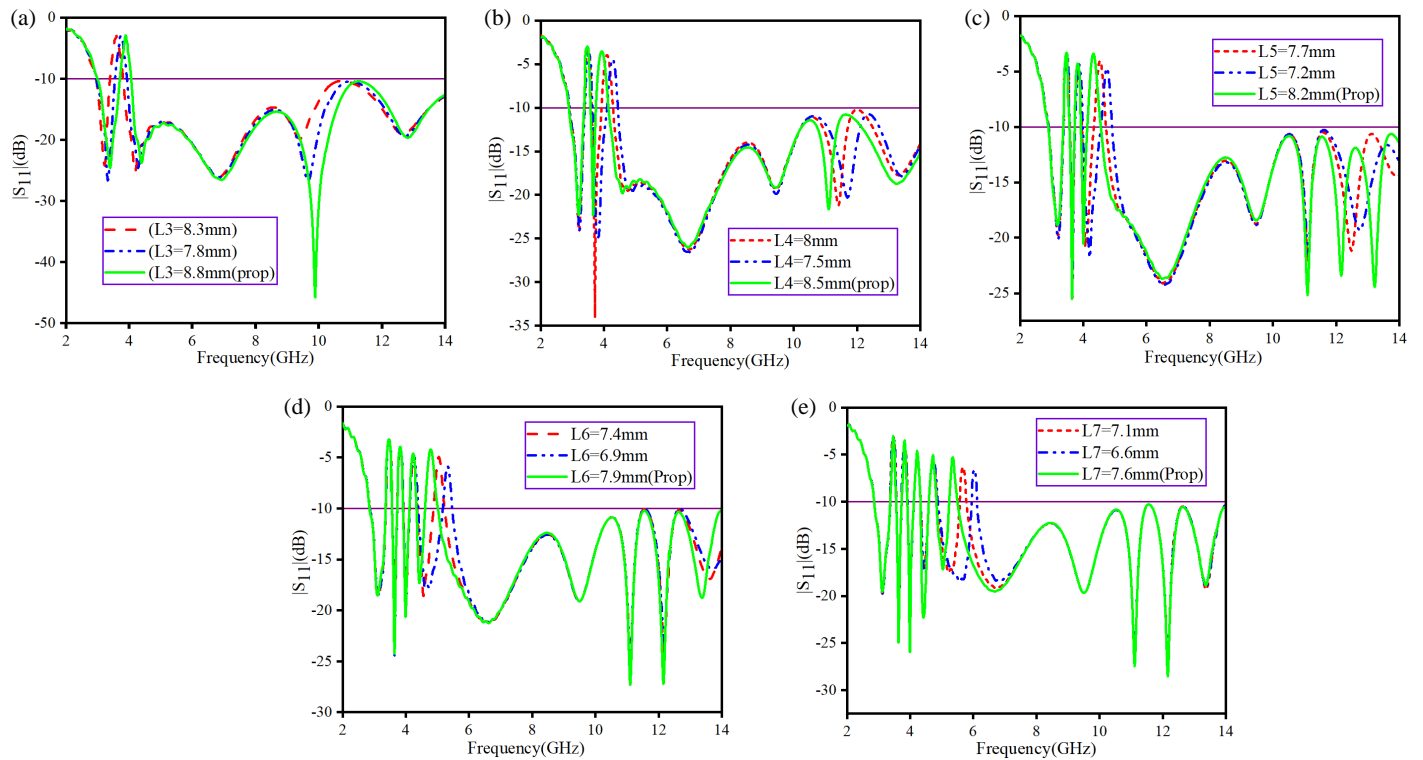 (a)
0
-10
-20
-30
-40
-50
|S11|(dB)
(L3=8.3mm)
(L3=7.8mm)
(L3=8.8mm(prop)
2 4 6 8 10 12 14
Frequency(GHz)
(b)
0
-5
-10
-15
-20
-25
-30
-35
|S11|(dB)
L4=8mm
L4=7.5mm
L4=8.5mm(prop)
2 4 6 8 10 12 14
Frequency(GHz)
(c)
0
-5
-10
-15
-20
-25
|S11|(dB)
L5=7.7mm
L5=7.2mm
L5=8.2mm(Prop)
2 4 6 8 10 12 14
Frequency(GHz)
(d)
0
-5
-10
-15
-20
-25
-30
|S11|(dB)
L6=7.4mm
L6=6.9mm
L6=7.9mm(Prop)
2 4 6 8 10 12 14
Frequency(GHz)
(e)
0
-5
-10
-15
-20
-25
-30
|S11|(dB)
L7=7.1mm
L7=6.6mm
L7=7.6mm(Prop)
2 4 6 8 10 12 14
Frequency(GHz)